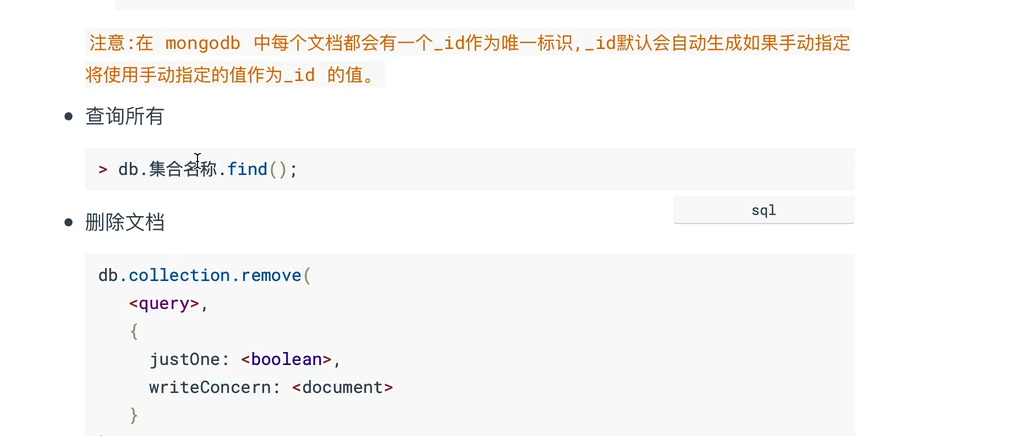 注意:在 mongodb 中每个文档都会有一个_id作为唯一标识,_id默认会自动生成如果手动指定
将使用手动指定的值作为_id 的值。
查询所有
> db.集合名称.find();
sql
删除文档
db.collection.remove(
<query>,
{
justOne: <boolean>,
writeConcern: <document>
}